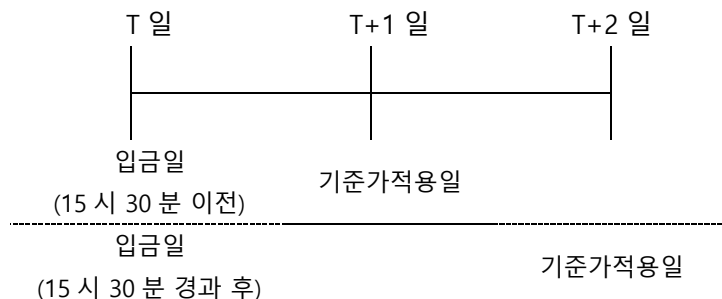 T 일 T+1 일 T+2 일
입금일
(15 시 30 분 이전)
기준가적용일
입금일
(15 시 30 분 경과 후)
기준가적용일